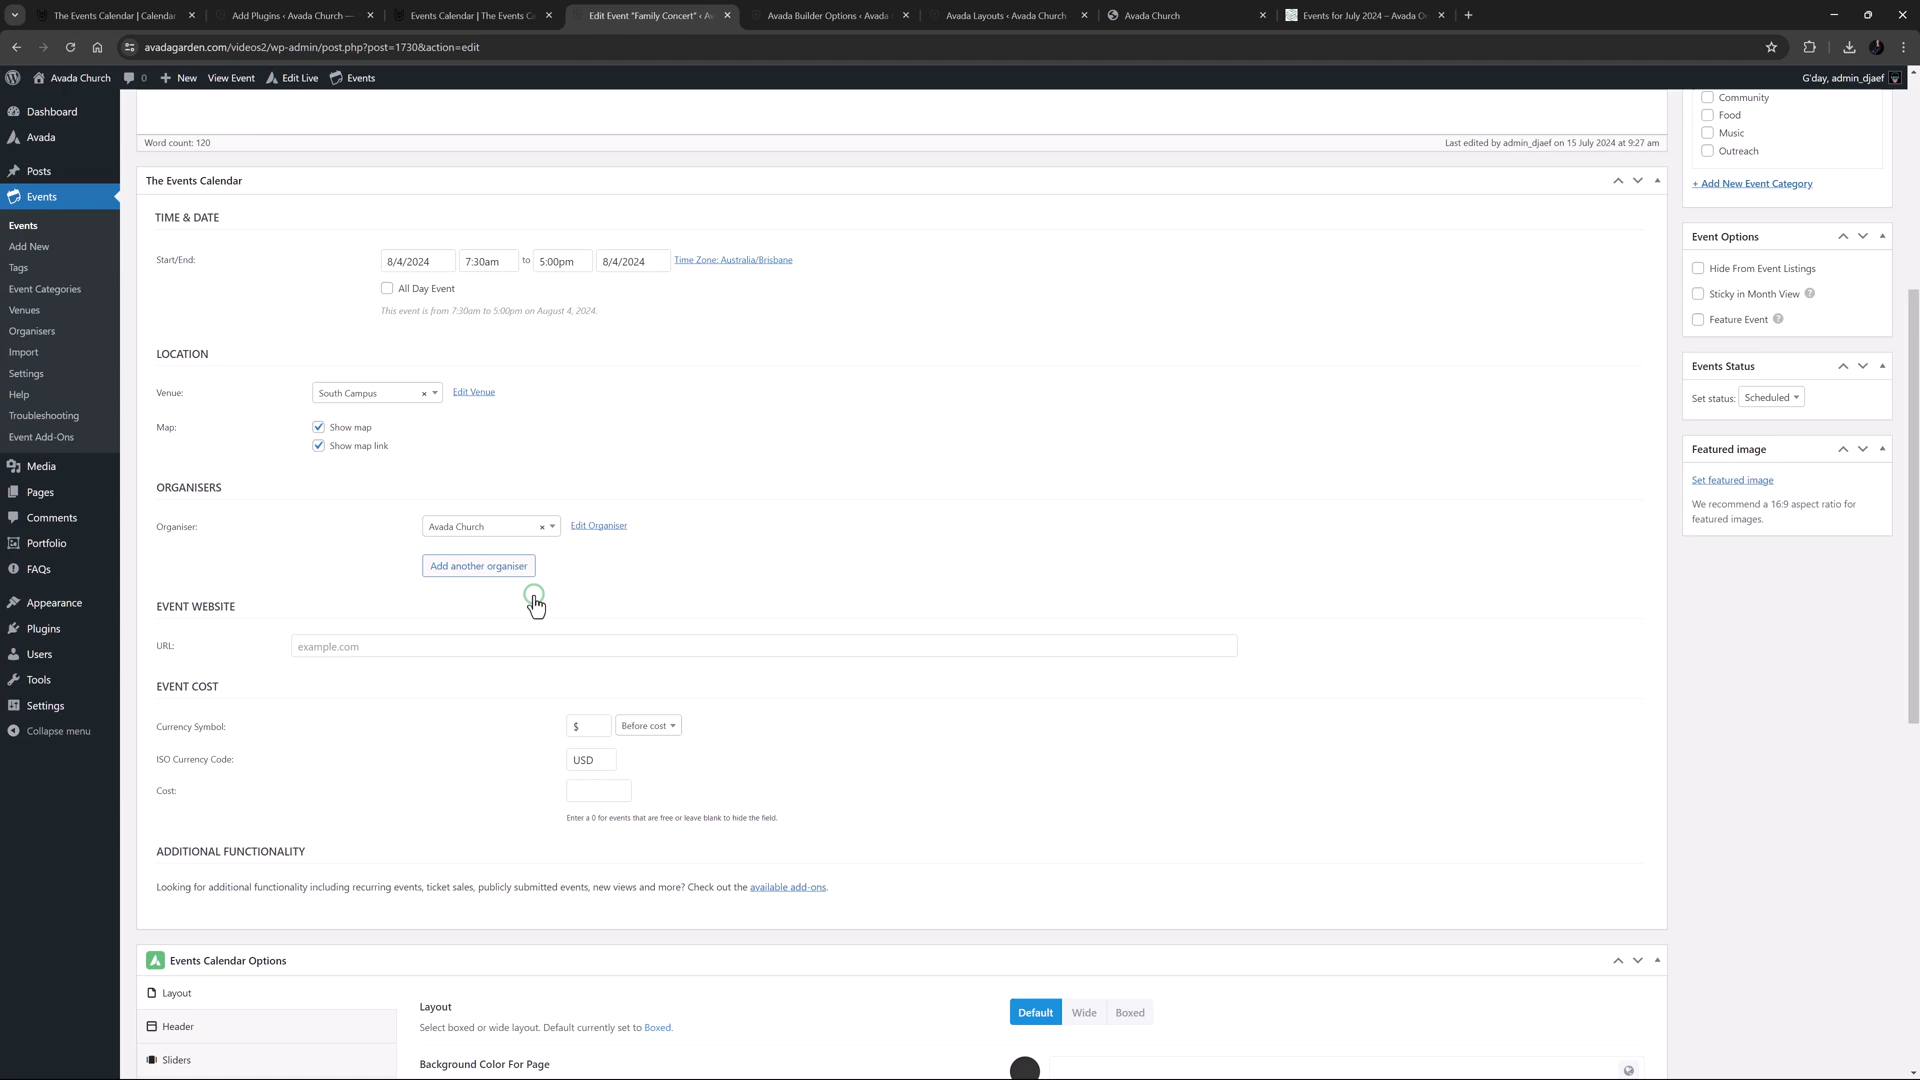 The Events Calendar | Calendar
Add Plugins ‹ Avada Church —
Events Calendar | The Events Ca
Edit Event "Family Concert" ‹ Av
Avada Builder Options ‹ Avada
Avada Layouts ‹ Avada Church
Avada Church
Events for July 2024 – Avada O
avadagarden.com/videos2/wp-admin/post.php?post=1730&action=edit
Avada Church
0
New
View Event
Edit Live
Events
G'day, admin_djaef
Dashboard
Avada
Posts
Events
Events
Add New
Tags
Event Categories
Venues
Organisers
Import
Settings
Help
Troubleshooting
Event Add-Ons
Media
Pages
Comments
Portfolio
FAQs
Appearance
Plugins
Users
Tools
Settings
Collapse menu
Word count: 120
Last edited by admin_djaef on 15 July 2024 at 9:27 am
The Events Calendar
TIME & DATE
Start/End:
8/4/2024
7:30am
to
5:00pm
8/4/2024
Time Zone: Australia/Brisbane
All Day Event
This event is from 7:30am to 5:00pm on August 4, 2024.
LOCATION
Venue:
South Campus
Edit Venue
Map:
Show map
Show map link
ORGANISERS
Organiser:
Avada Church
Edit Organiser
Add another organiser
EVENT WEBSITE
URL:
example.com
EVENT COST
Currency Symbol:
$
Before cost
ISO Currency Code:
USD
Cost:
Enter a 0 for events that are free or leave blank to hide the field.
ADDITIONAL FUNCTIONALITY
Looking for additional functionality including recurring events, ticket sales, publicly submitted events, new views and more? Check out the available add-ons.
Events Calendar Options
Layout
Header
Sliders
Layout
Select boxed or wide layout. Default currently set to Boxed.
Default
Wide
Boxed
Background Color For Page
Community
Food
Music
Outreach
+ Add New Event Category
Event Options
Hide From Event Listings
Sticky in Month View
Feature Event
Events Status
Set status:
Scheduled
Featured image
Set featured image
We recommend a 16:9 aspect ratio for
featured images.